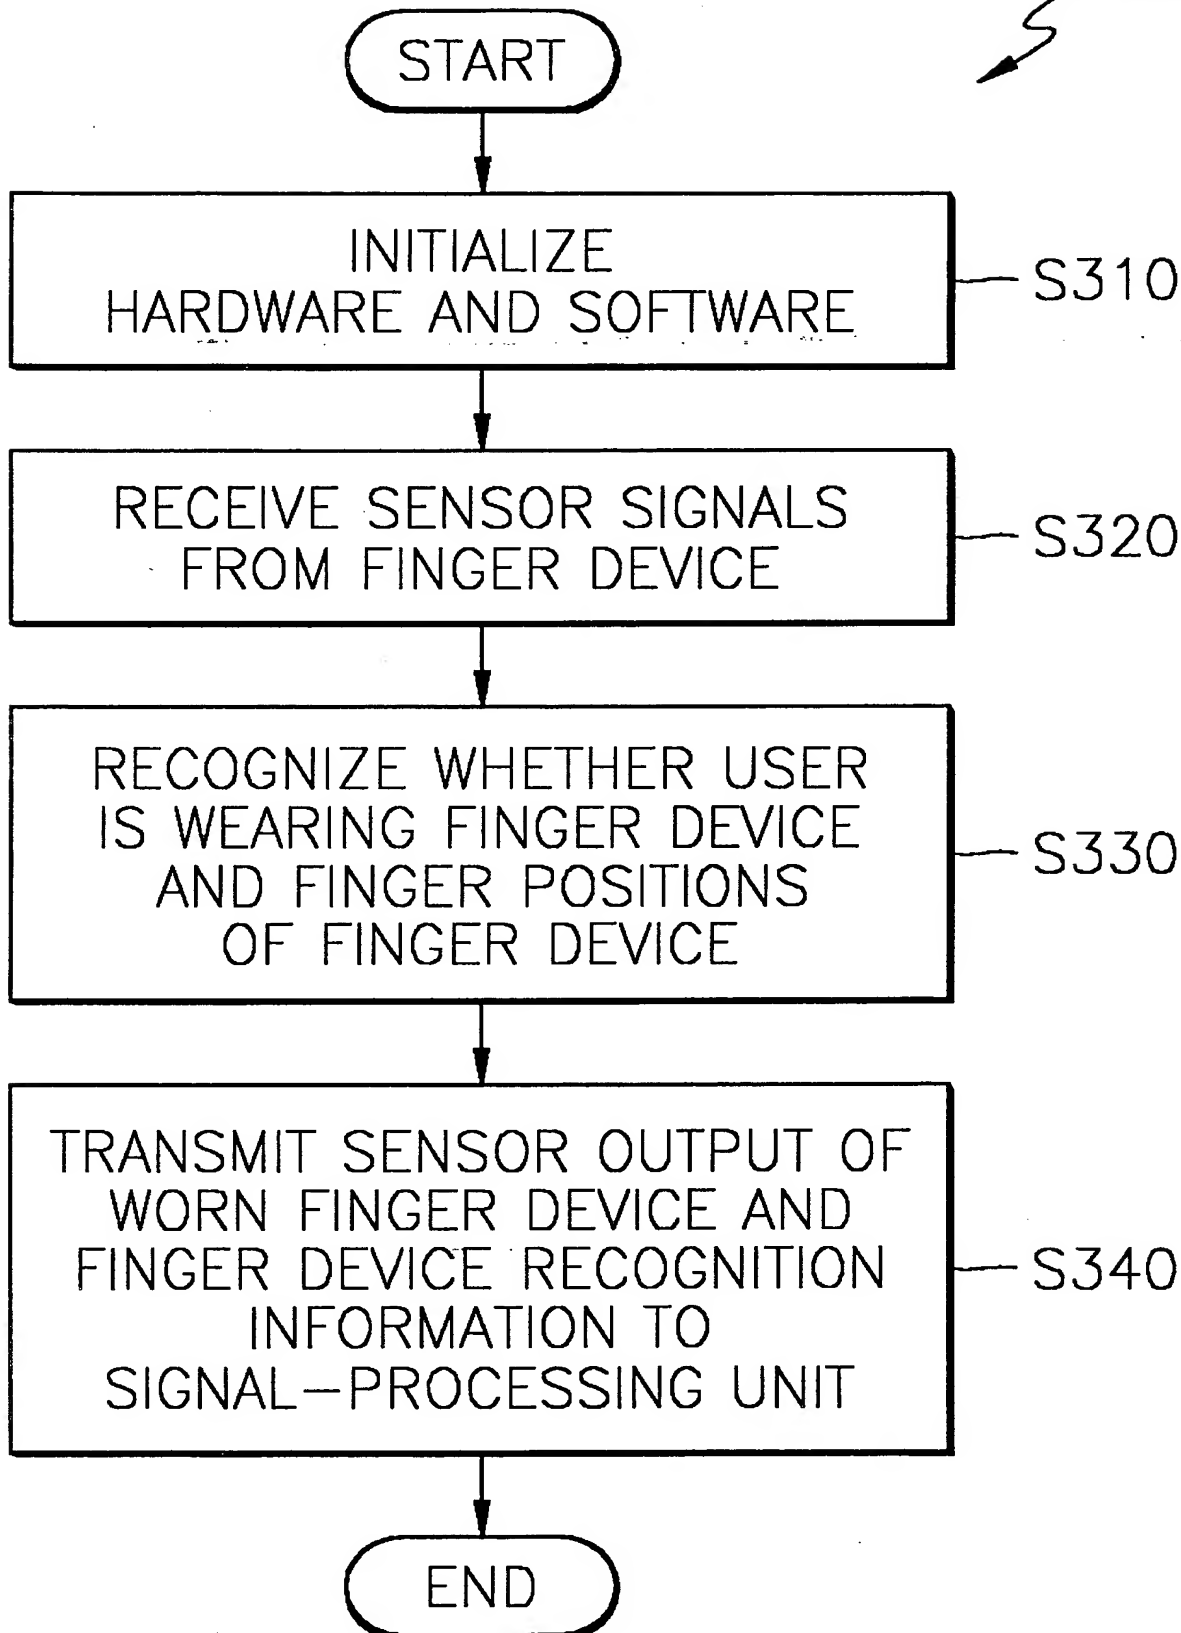 START
INITIALIZE
HARDWARE AND SOFTWARE
S310
RECEIVE SENSOR SIGNALS
FROM FINGER DEVICE
S320
RECOGNIZE WHETHER USER
IS WEARING FINGER DEVICE
AND FINGER POSITIONS
OF FINGER DEVICE
S330
TRANSMIT SENSOR OUTPUT OF
WORN FINGER DEVICE AND
FINGER DEVICE RECOGNITION
INFORMATION TO
SIGNAL–PROCESSING UNIT
S340
END